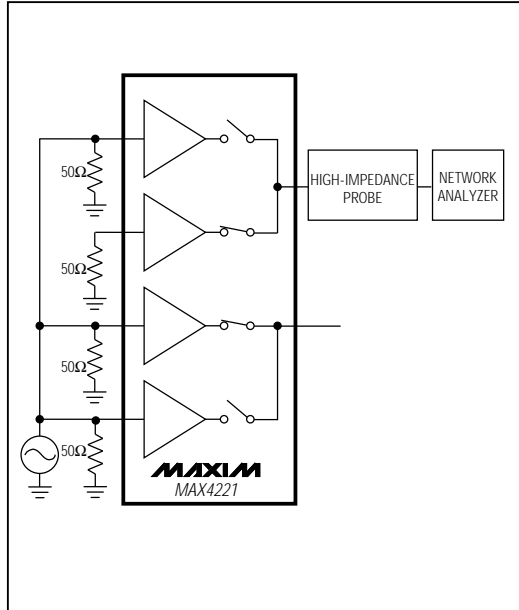 50Ω
HIGH-IMPEDANCE
PROBE
NETWORK
ANALYZER
50Ω
50Ω
50Ω
MAXIM
MAX4221